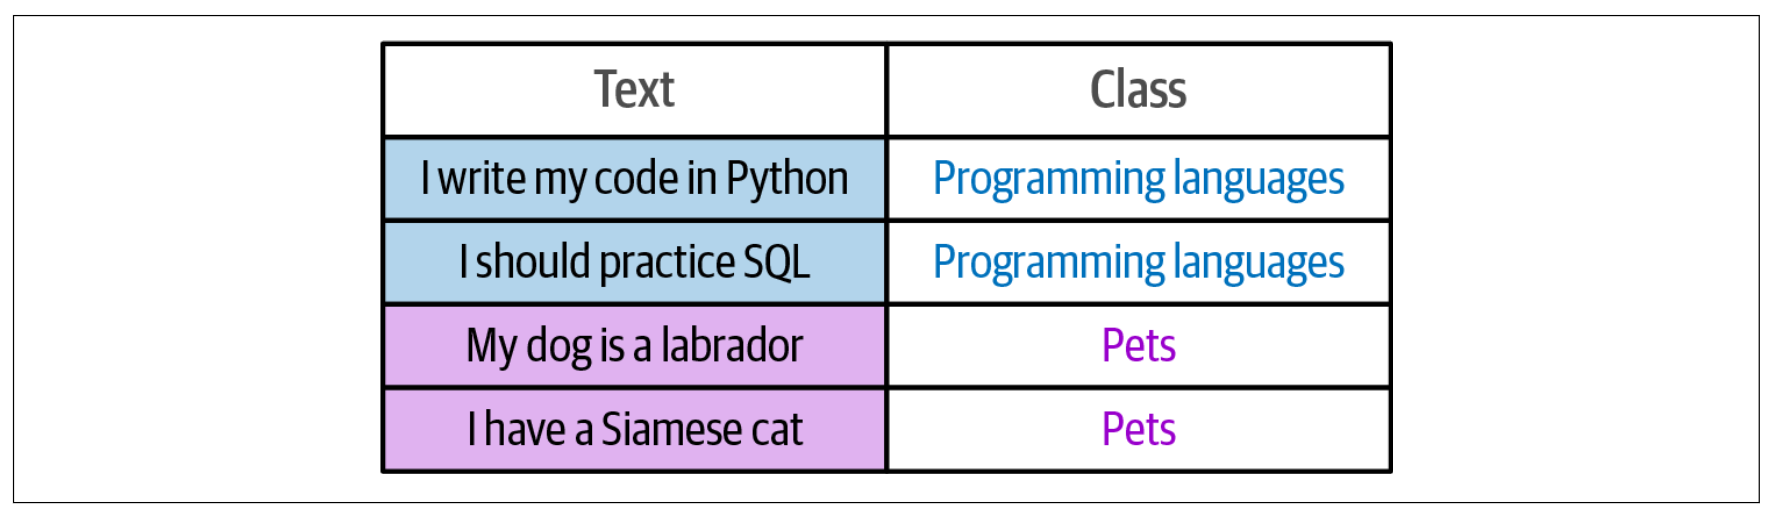 Text Class
I write my code in Python Programming languages
I should practice SQL Programming languages
My dog is a labrador Pets
I have a Siamese cat Pets